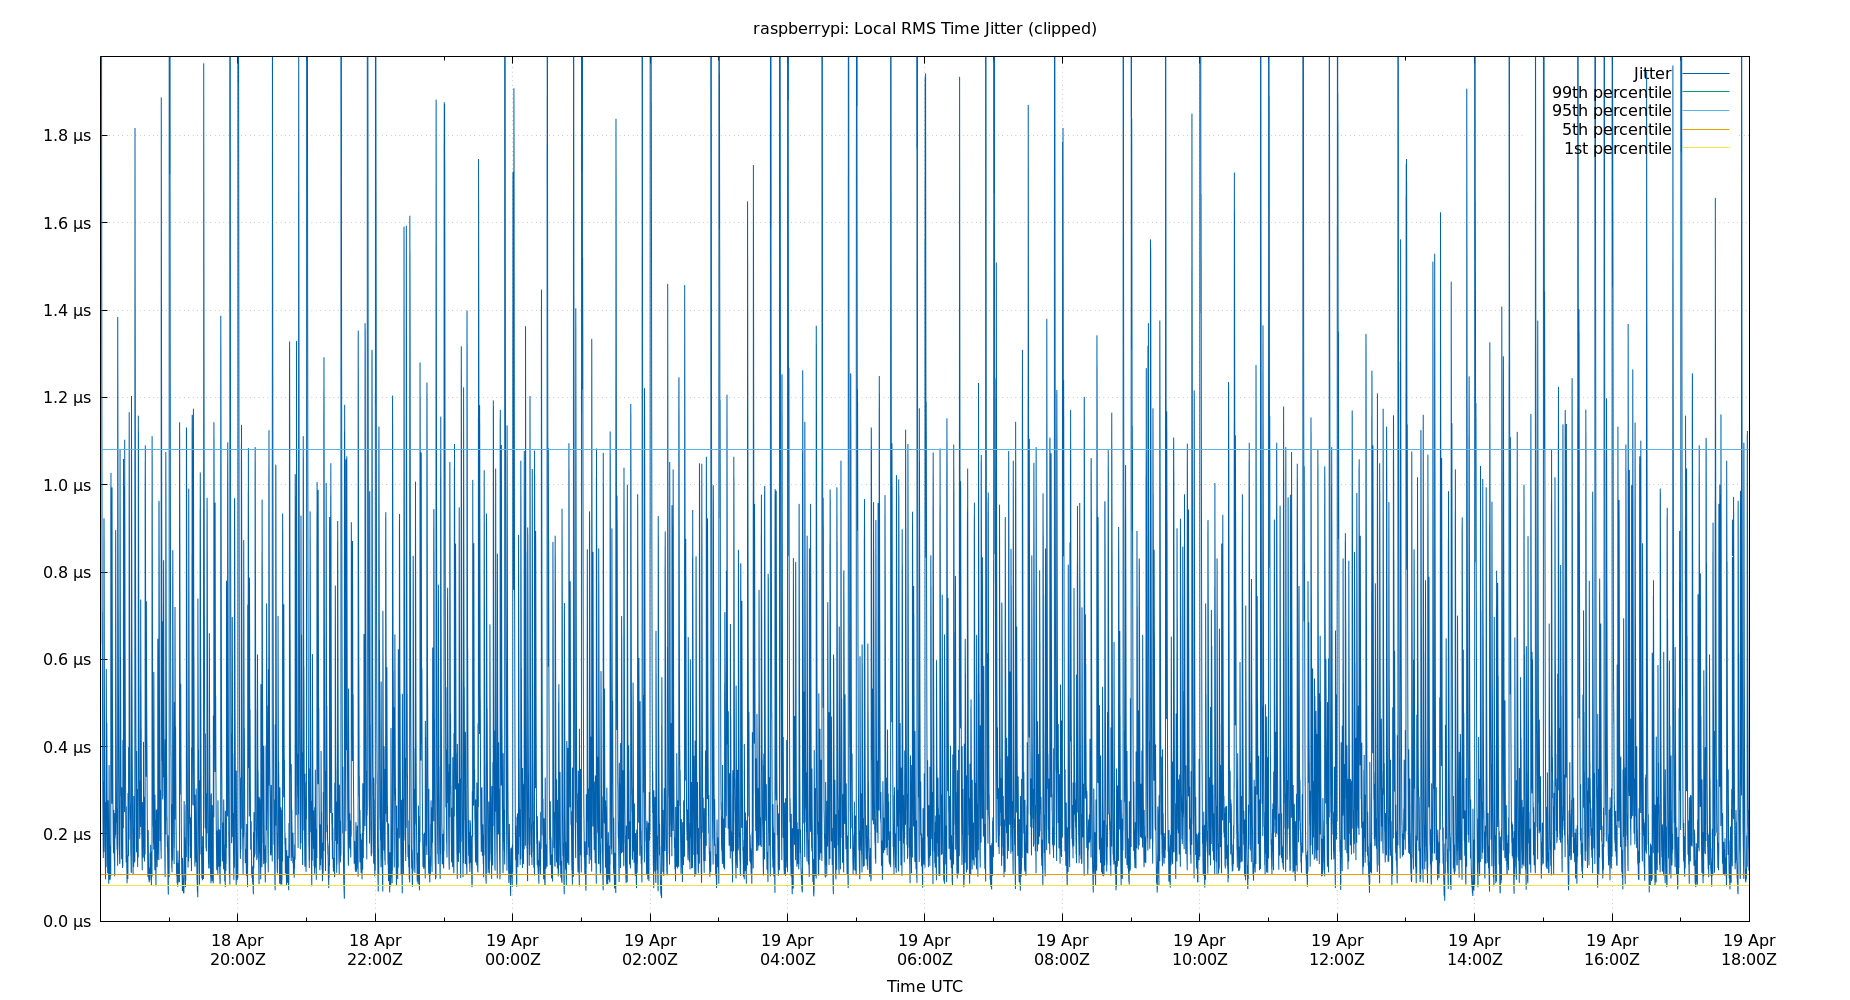 raspberrypi: Local RMS Time Jitter (clipped)
Jitter
99th percentile
95th percentile
5th percentile
1st percentile
1.8 µs
1.6 µs
1.4 µs
1.2 µs
1.0 µs
0.8 µs
0.6 µs
0.4 µs
0.2 µs
0.0 µs
18 Apr 18 Apr 19 Apr 19 Apr 19 Apr 19 Apr 19 Apr 19 Apr 19 Apr 19 Apr 19 Apr 19 Apr
20:00Z 22:00Z 00:00Z 02:00Z 04:00Z 06:00Z 08:00Z 10:00Z 12:00Z 14:00Z 16:00Z 18:00Z
Time UTC